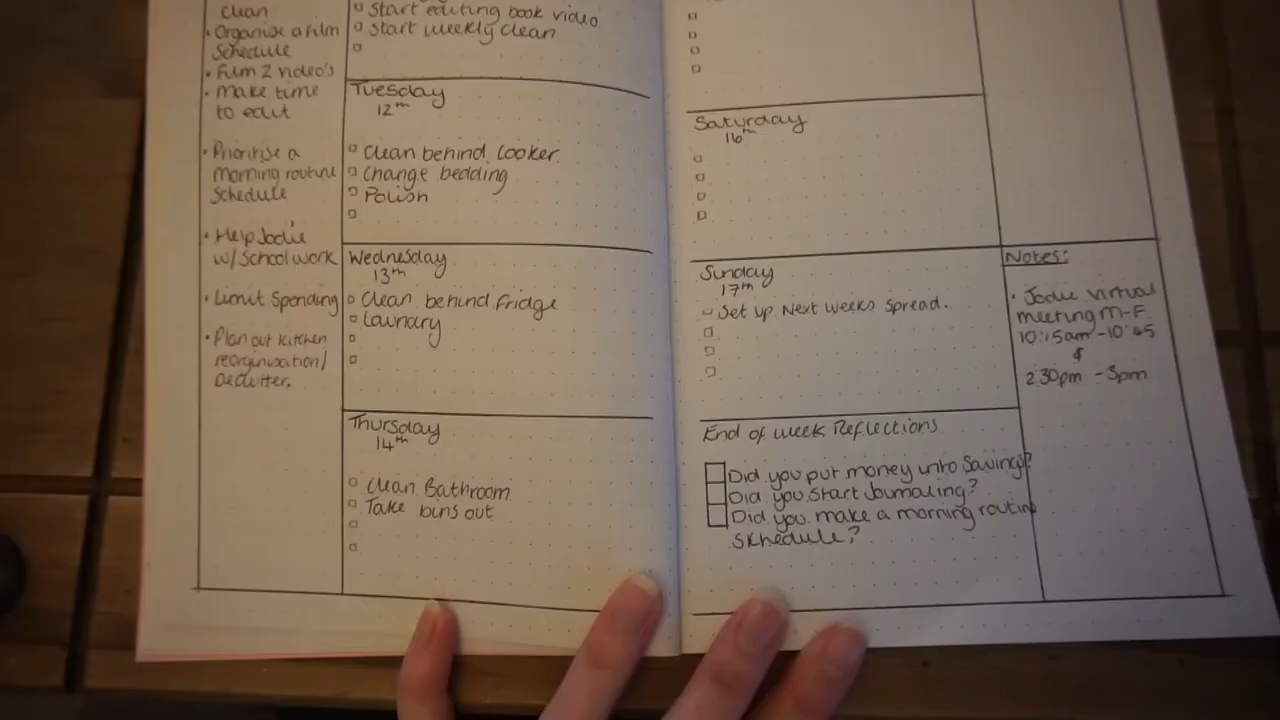 clean
• Organise a film
Schedule
• Film 2 video's
• Make time
to edit
• Prioritise a
morning routine
Schedule
• Help Jodie
w/ School work
• Limit Spending
• Plan out kitchen
reorginisation/
Declutter.
Start editing book video
Start weekly clean
Tuesday
12th
Clean behind cooker
Change bedding
Polish
Wednesday
13th
Clean behind fridge
Laundry
Thursday
14th
Clean Bathroom
Take bins out
Saturday
16th
Sunday
17th
Set up Next weeks Spread.
End of week Reflections
Did you put money into Savings?
Did you start Journaling?
Did you make a morning routine
schedule?
Notes:
• Jodie virtual
meeting M-F
10:15am - 10:45
&
2:30pm - 3pm